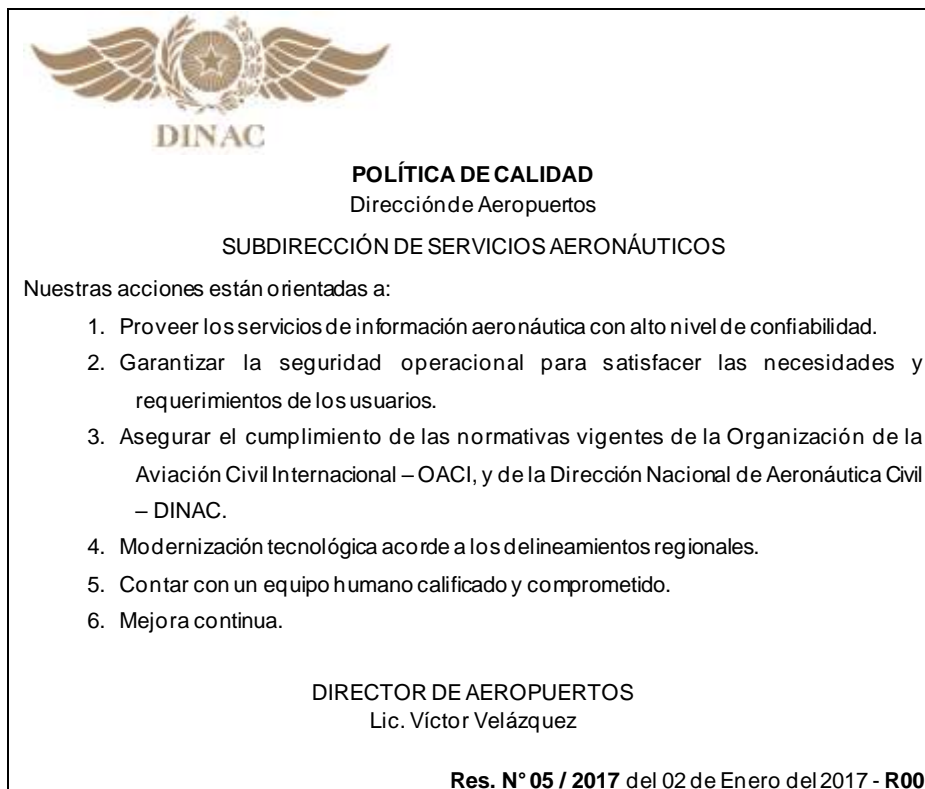 DINAC
POLÍTICA DE CALIDAD
Dirección de Aeropuertos
SUBDIRECCIÓN DE SERVICIOS AERONÁUTICOS
Nuestras acciones están orientadas a:
1. Proveer los servicios de información aeronáutica con alto nivel de confiabilidad.
2. Garantizar la seguridad operacional para satisfacer las necesidades y
requerimientos de los usuarios.
3. Asegurar el cumplimiento de las normativas vigentes de la Organización de la
Aviación Civil Internacional – OACI, y de la Dirección Nacional de Aeronáutica Civil
– DINAC.
4. Modernización tecnológica acorde a los delineamientos regionales.
5. Contar con un equipo humano calificado y comprometido.
6. Mejora continua.
DIRECTOR DE AEROPUERTOS
Lic. Víctor Velázquez
Res. N° 05 / 2017 del 02 de Enero del 2017 - R00